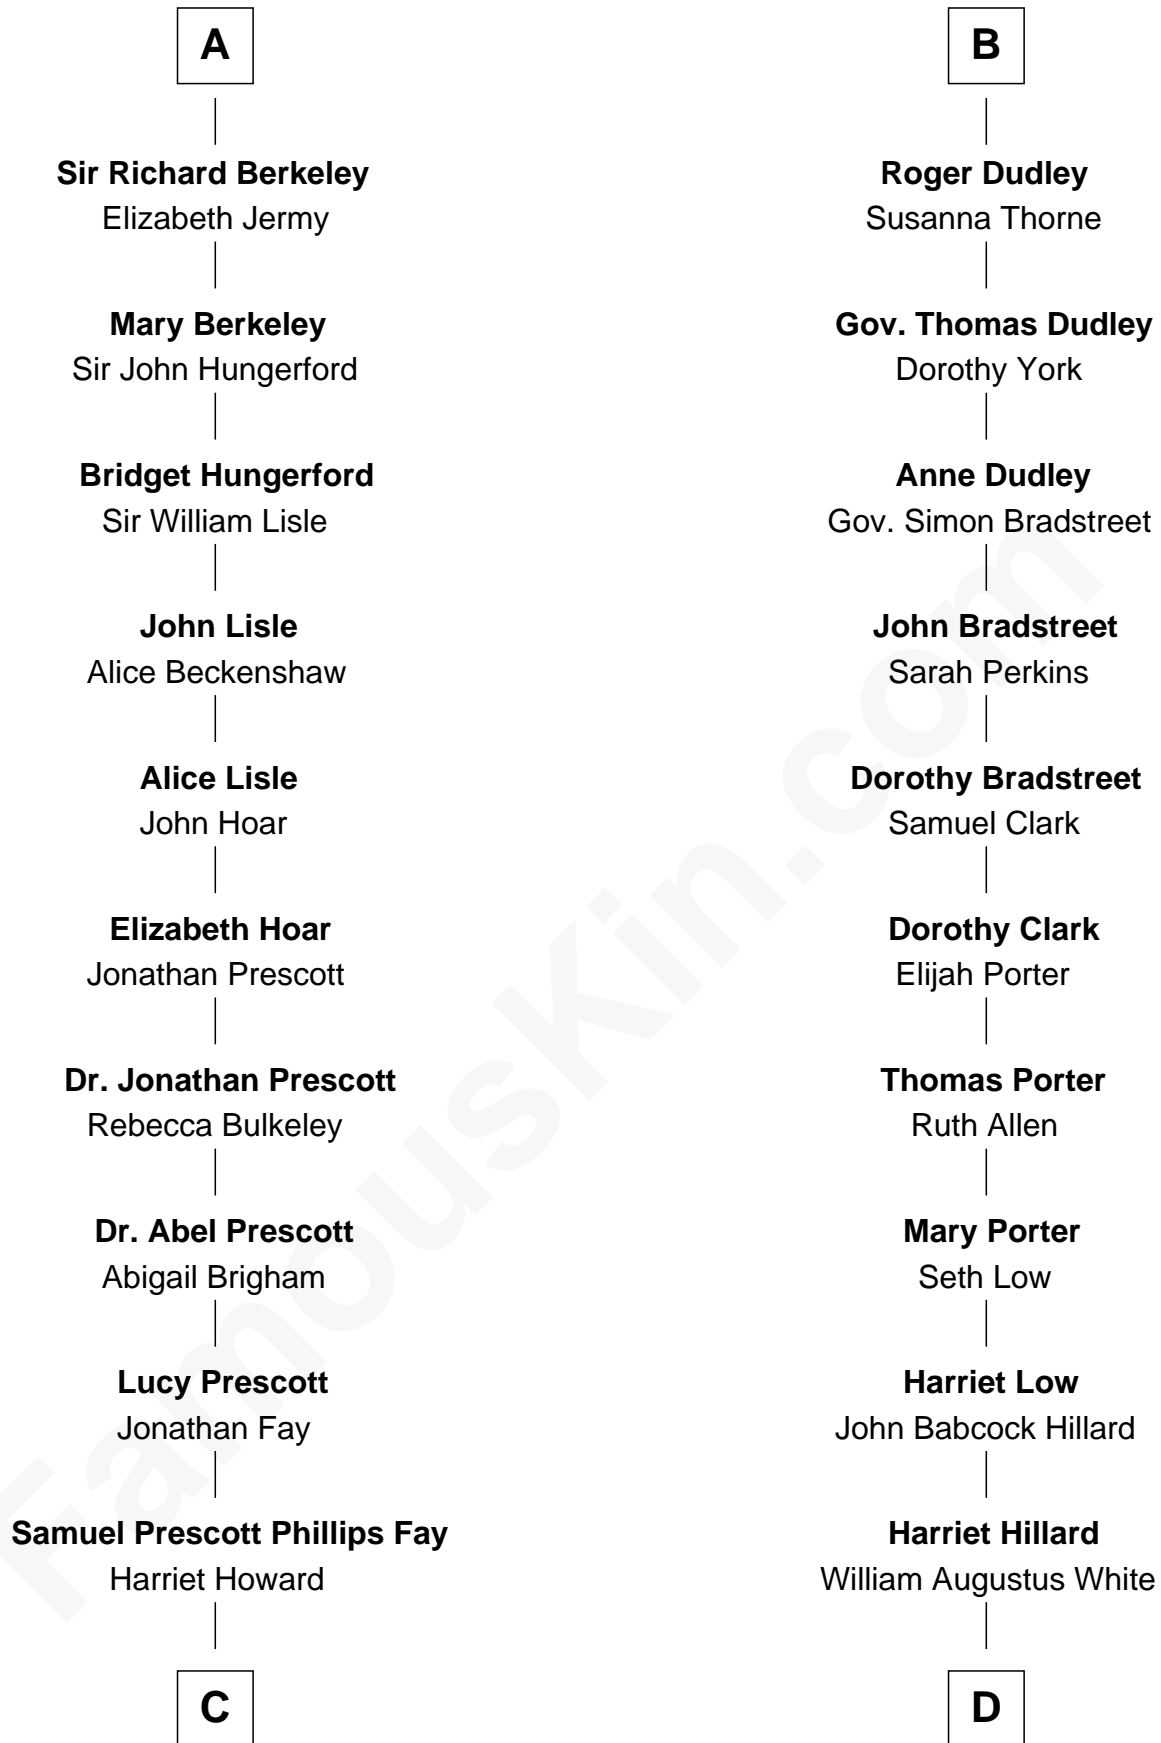 A
Sir Richard Berkeley
Elizabeth Jermy
Mary Berkeley
Sir John Hungerford
Bridget Hungerford
Sir William Lisle
John Lisle
Alice Beckenshaw
Alice Lisle
John Hoar
Elizabeth Hoar
Jonathan Prescott
Dr. Jonathan Prescott
Rebecca Bulkeley
Dr. Abel Prescott
Abigail Brigham
Lucy Prescott
Jonathan Fay
Samuel Prescott Phillips Fay
Harriet Howard
C
B
Roger Dudley
Susanna Thorne
Gov. Thomas Dudley
Dorothy York
Anne Dudley
Gov. Simon Bradstreet
John Bradstreet
Sarah Perkins
Dorothy Bradstreet
Samuel Clark
Dorothy Clark
Elijah Porter
Thomas Porter
Ruth Allen
Mary Porter
Seth Low
Harriet Low
John Babcock Hillard
Harriet Hillard
William Augustus White
D
FamousKin.com